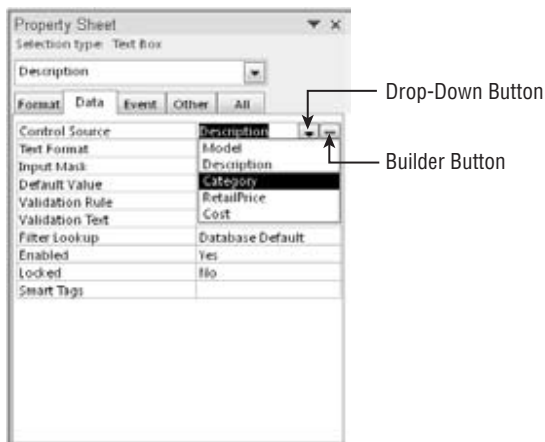 Property Sheet
Selection type: Text Box
Description
Format Data Event Other All
Drop-Down Button
Control Source Description
Text Format Model
Builder Button
Input Mask Description
Default Value Category
Validation Rule RetailPrice
Validation Text Cost
Filter Lookup Database Default
Enabled Yes
Locked No
Smart Tags